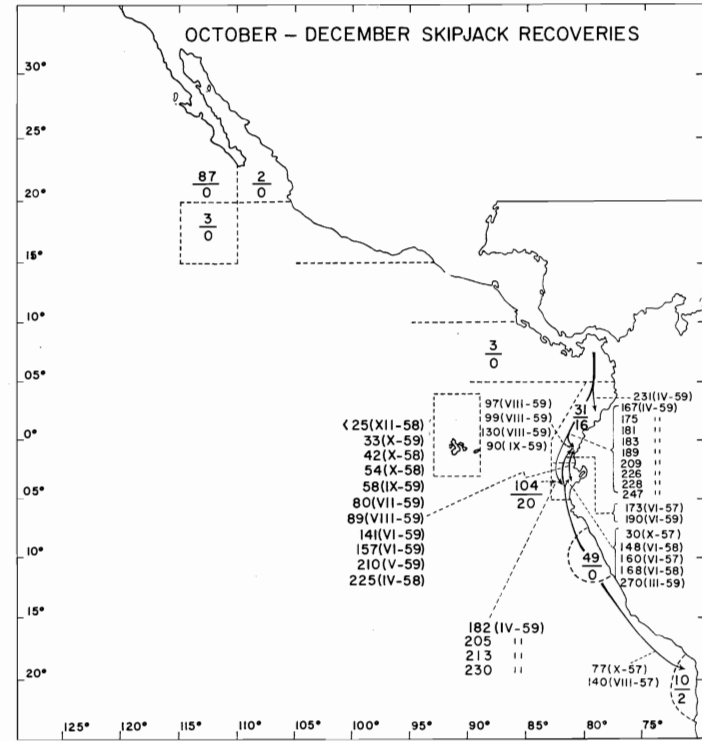 OCTOBER – DECEMBER SKIPJACK RECOVERIES
30°
25°
20°
15°
10°
05°
0°
05°
10°
15°
20°
87
0
2
0
3
0
3
0
<25(XII-58)
33(X-59)
42(X-58)
54(X-58)
58(IX-59)
80(VII-59)
89(VIII-59)
141(VI-59)
157(VI-59)
210(V-59)
225(IV-58)
97(VIII-59)
99(VIII-59)
130(VIII-59)
90(IX-59)
31
16
104
20
231(IV-59)
167(IV-59)
175 "
181 "
183 "
189 "
209 "
226 "
228 "
247 "
173(VI-57)
190(VI-59)
30(X-57)
148(VI-58)
160(VI-57)
168(VI-58)
270(III-59)
49
0
182(IV-59)
205 "
213 "
230 "
77(X-57)
140(VIII-57)
10
2
125° 120° 115° 110° 105° 100° 95° 90° 85° 80° 75°